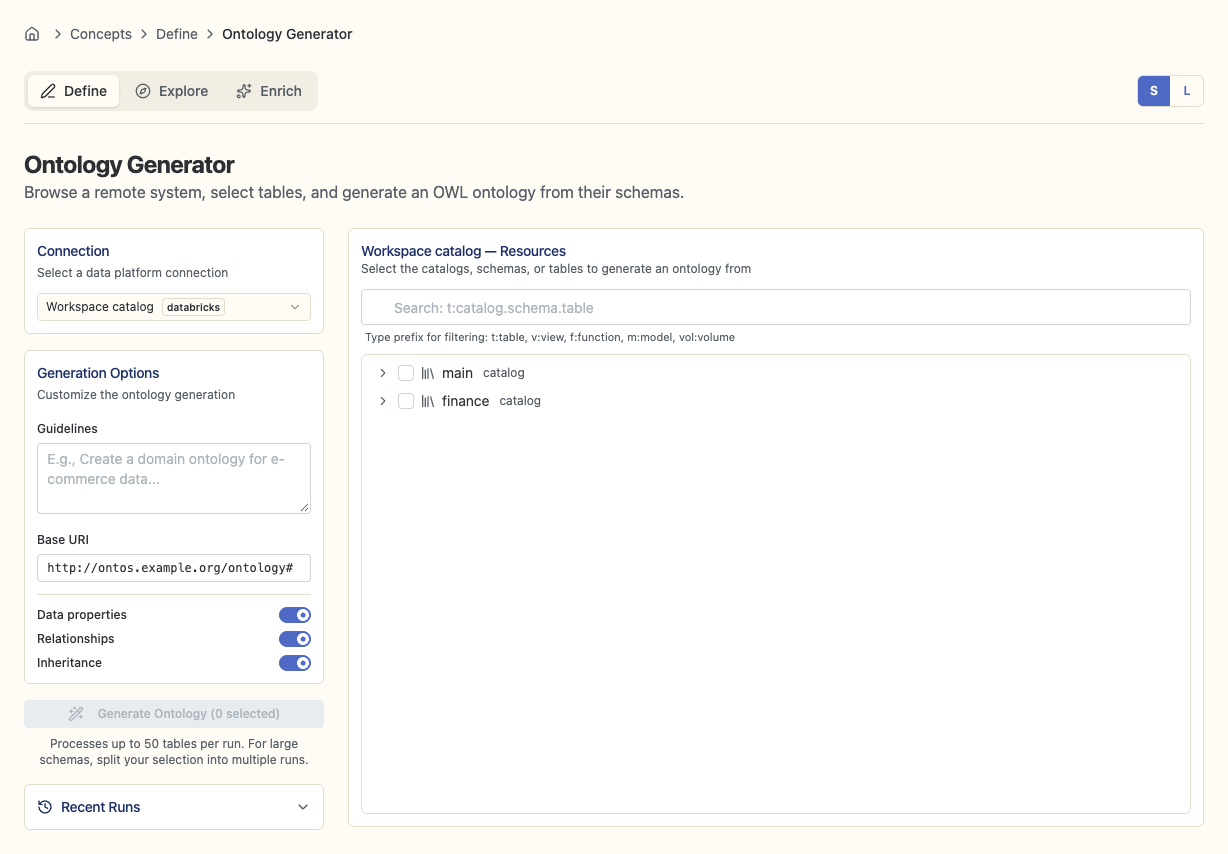 Concepts > Define > Ontology Generator
Define Explore Enrich
S L
Ontology Generator
Browse a remote system, select tables, and generate an OWL ontology from their schemas.
Connection
Select a data platform connection
Workspace catalog databricks
Generation Options
Customize the ontology generation
Guidelines
E.g., Create a domain ontology for e-
commerce data...
Base URI
http://ontos.example.org/ontology#
Data properties
Relationships
Inheritance
Generate Ontology (0 selected)
Processes up to 50 tables per run. For large
schemas, split your selection into multiple runs.
Recent Runs
Workspace catalog — Resources
Select the catalogs, schemas, or tables to generate an ontology from
Search: t:catalog.schema.table
Type prefix for filtering: t:table, v:view, f:function, m:model, vol:volume
main catalog
finance catalog